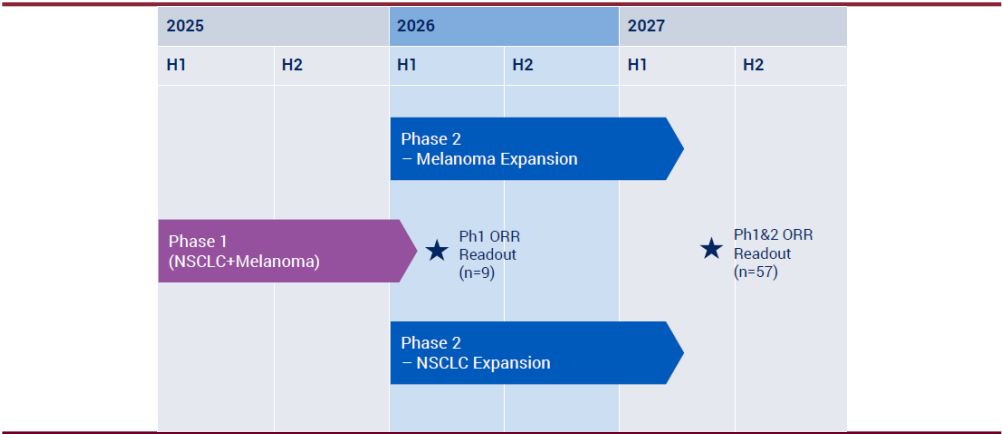 2025
2026
2027
H1
H2
H1
H2
H1
H2
Phase 2
– Melanoma Expansion
Phase 1
(NSCLC+Melanoma)
Ph1 ORR
Readout
(n=9)
Ph1&2 ORR
Readout
(n=57)
Phase 2
– NSCLC Expansion